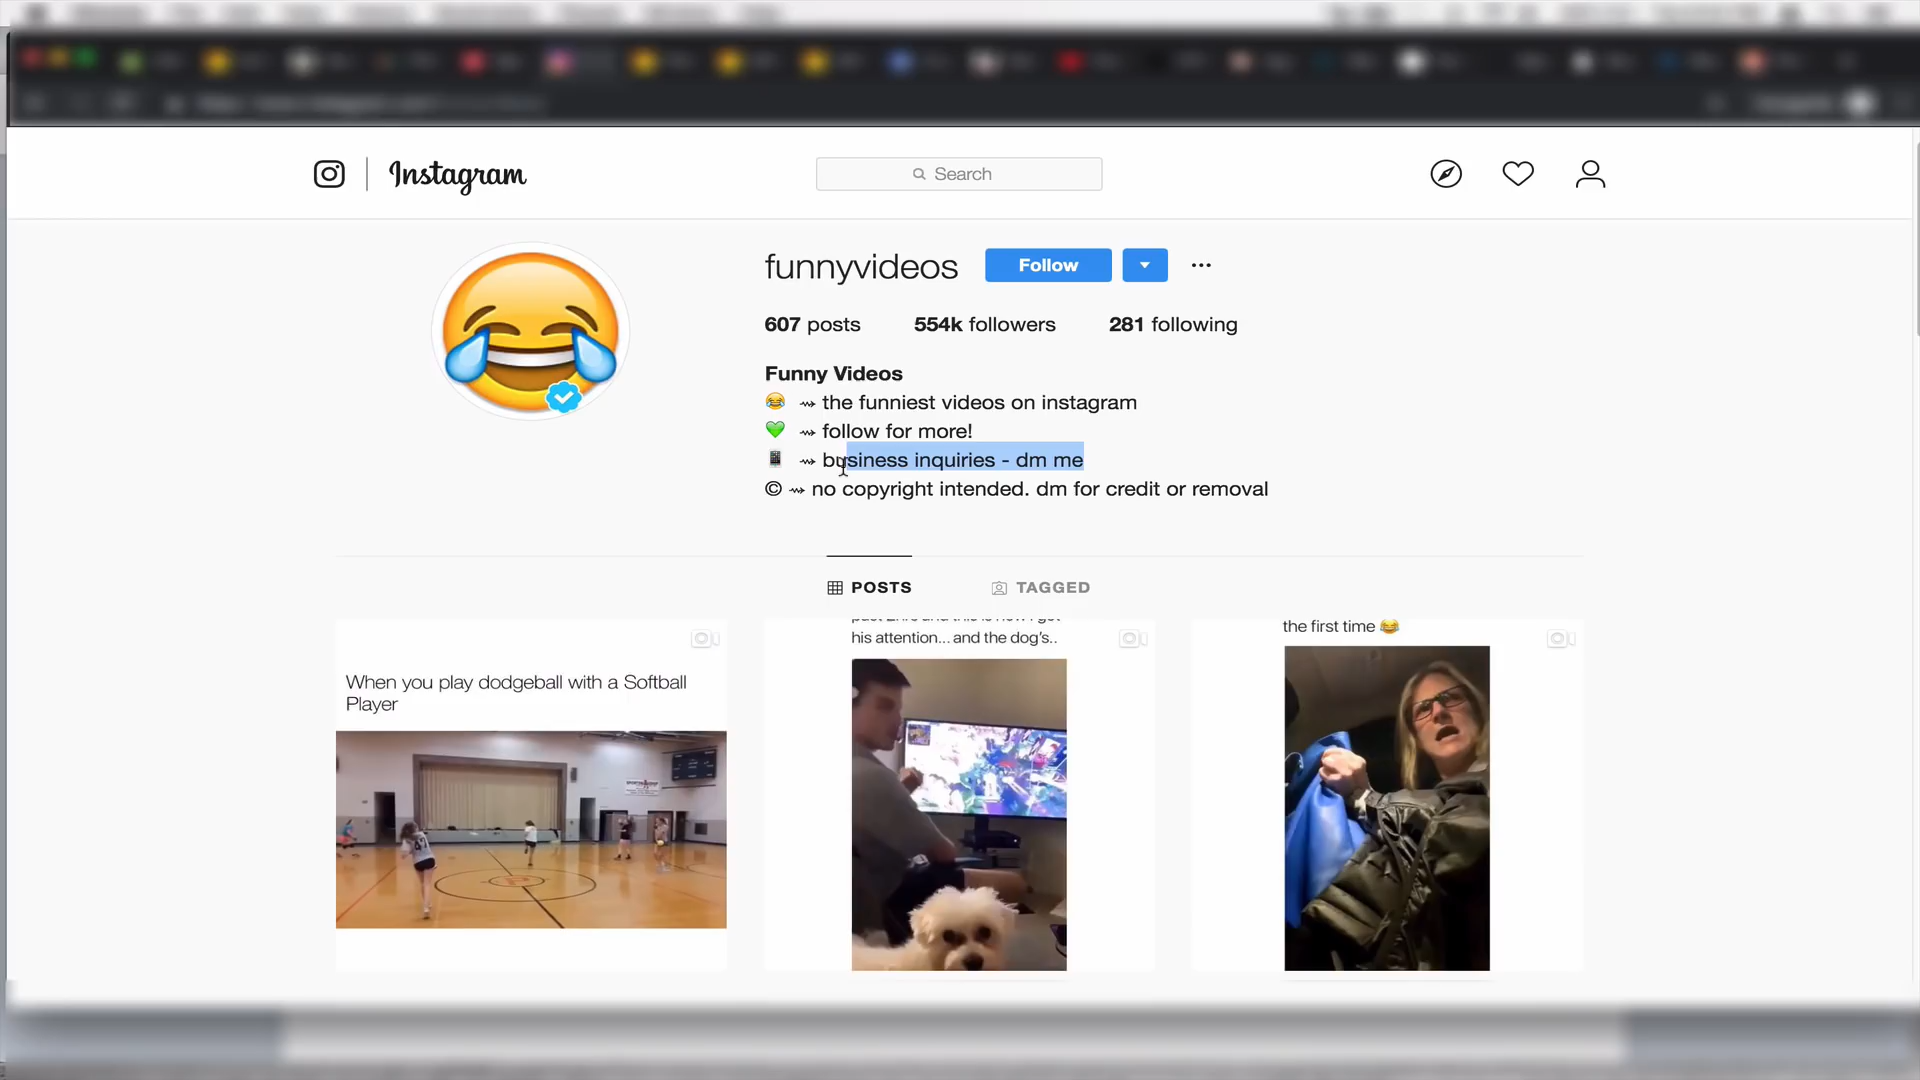 Instagram
Search
funnyvideos
Follow
607 posts 554k followers 281 following
Funny Videos
😂 ⇝ the funniest videos on instagram
💚 ⇝ follow for more!
📱 ⇝ business inquiries - dm me
© ⇝ no copyright intended. dm for credit or removal
POSTS TAGGED
When you play dodgeball with a Softball
Player
his attention... and the dog's..
the first time 😂